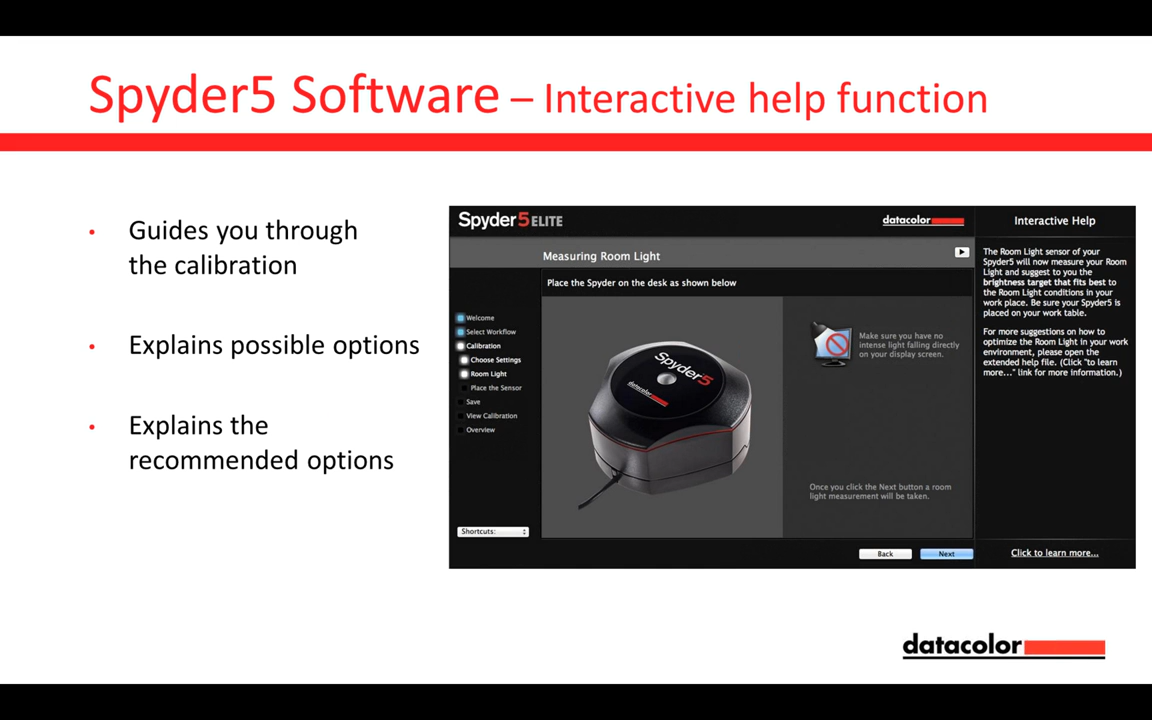 Spyder5 Software – Interactive help function
• Guides you through
the calibration
• Explains possible options
• Explains the
recommended options
Spyder5ELITE
datacolor
Measuring Room Light
Place the Spyder on the desk as shown below
Welcome
Select Workflow
Calibration
Choose Settings
Room Light
Place the Sensor
Save
View Calibration
Overview
Shortcuts:
Spyder5
datacolor
Make sure you have no
intense light falling directly
on your display screen.
Once you click the Next button a room
light measurement will be taken.
Back
Next
Interactive Help
The Room Light sensor of your
Spyder5 will now measure your Room
Light and suggest to you the
brightness target that fits best to
the Room Light conditions in your
work place. Be sure your Spyder5 is
placed on your work table.
For more suggestions on how to
optimize the Room Light in your work
environment, please open the
extended help file. (Click "to learn
more..." link for more information.)
Click to learn more...
datacolor